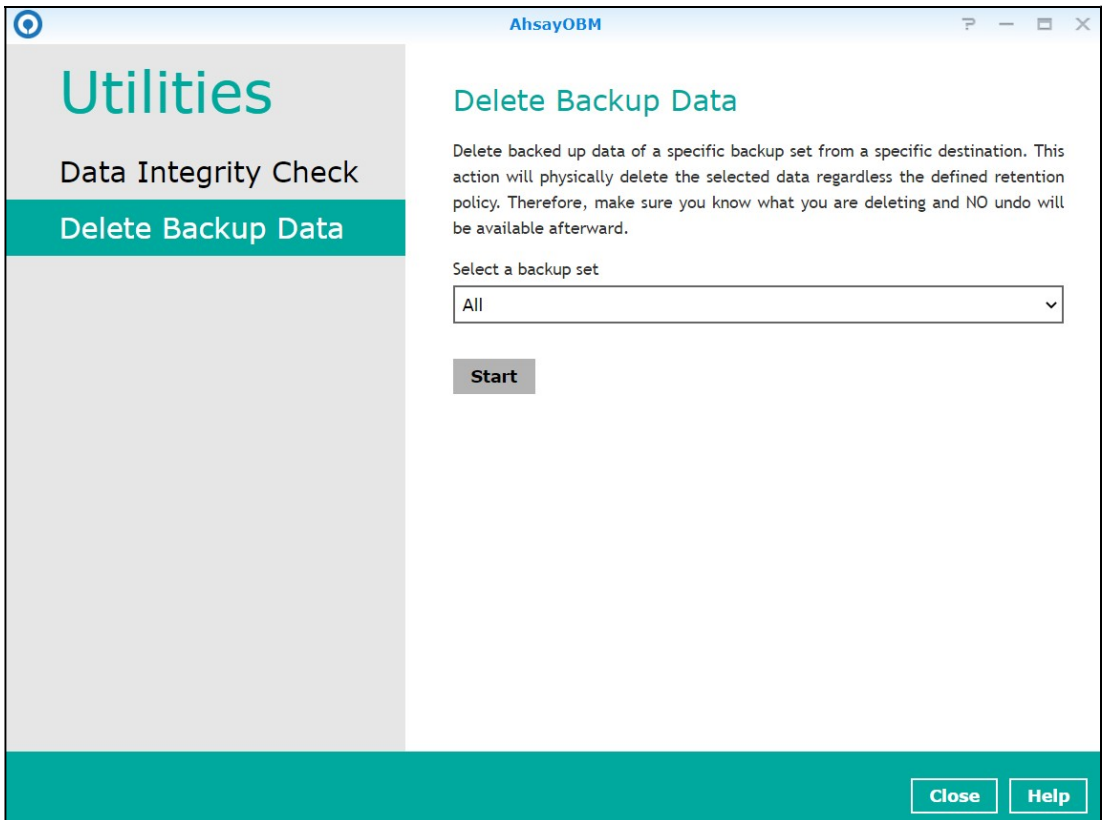 AhsayOBM
Utilities
Data Integrity Check
Delete Backup Data
Delete Backup Data
Delete backed up data of a specific backup set from a specific destination. This
action will physically delete the selected data regardless the defined retention
policy. Therefore, make sure you know what you are deleting and NO undo will
be available afterward.
Select a backup set
All
Start
Close
Help